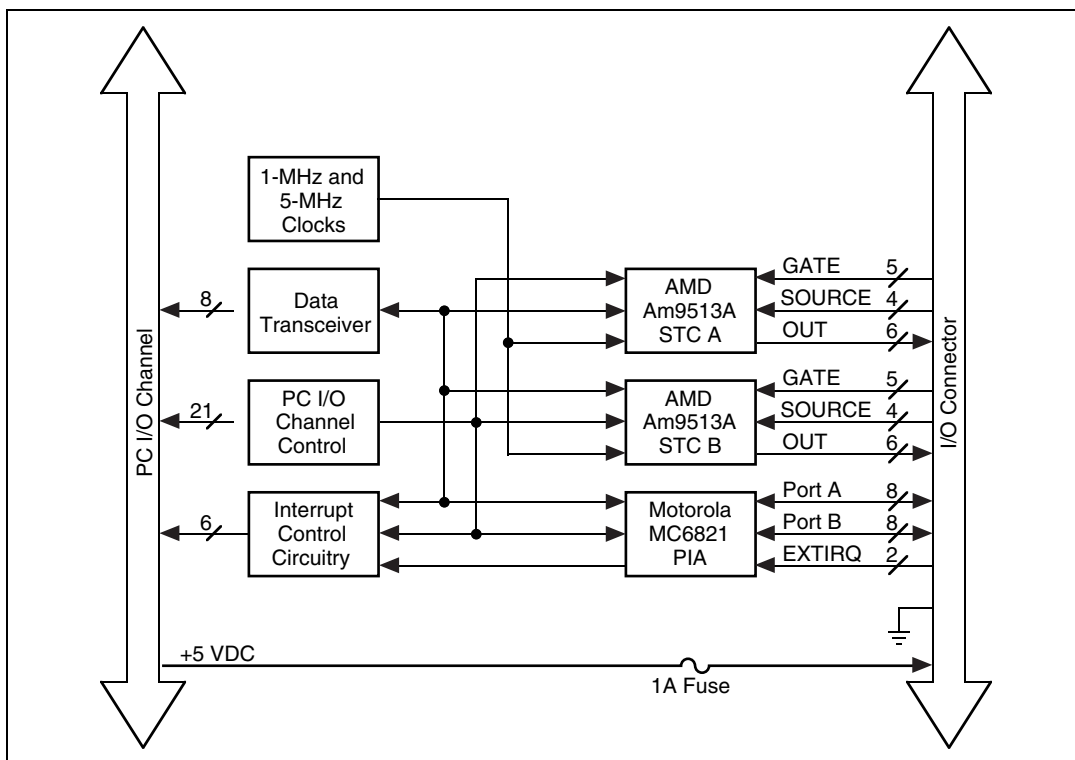 1-MHz and
5-MHz
Clocks
PC I/O Channel
8
Data
Transceiver
21
PC I/O
Channel
Control
6
Interrupt
Control
Circuitry
AMD
Am9513A
STC A
GATE 5
SOURCE 4
OUT 6
AMD
Am9513A
STC B
GATE 5
SOURCE 4
OUT 6
Motorola
MC6821
PIA
Port A 8
Port B 8
EXTIRQ 2
I/O Connector
+5 VDC
1A Fuse